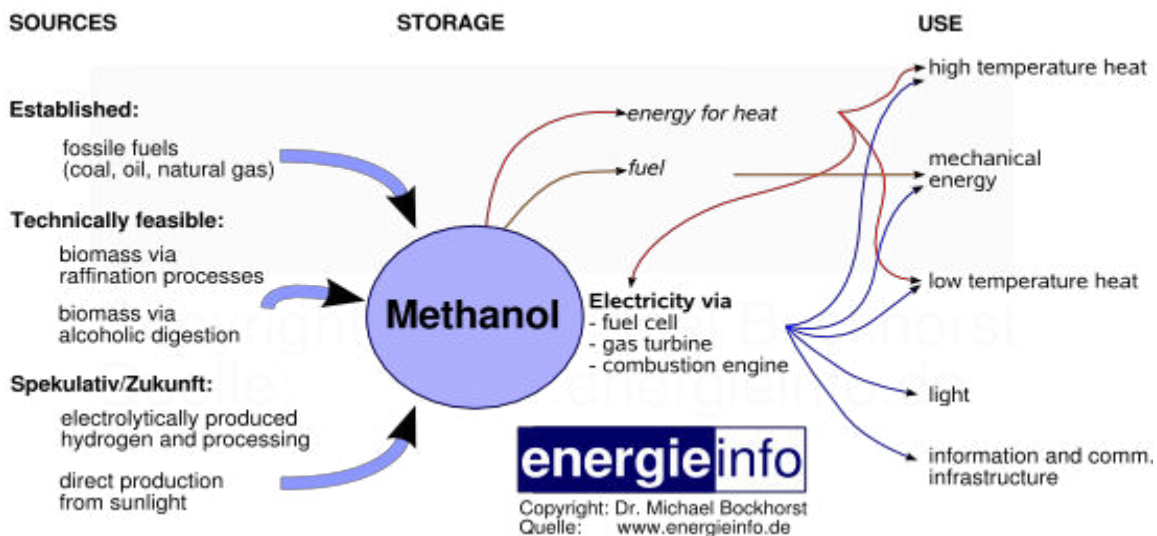 SOURCES
STORAGE
USE
Established:
fossile fuels
(coal, oil, natural gas)
Technically feasible:
biomass via
raffination processes
biomass via
alcoholic digestion
Spekulativ/Zukunft:
electrolytically produced
hydrogen and processing
direct production
from sunlight
Methanol
energy for heat
fuel
Electricity via
- fuel cell
- gas turbine
- combustion engine
high temperature heat
mechanical
energy
low temperature heat
light
information and comm.
infrastructure
energieinfo
Copyright: Dr. Michael Bockhorst
Quelle: www.energieinfo.de